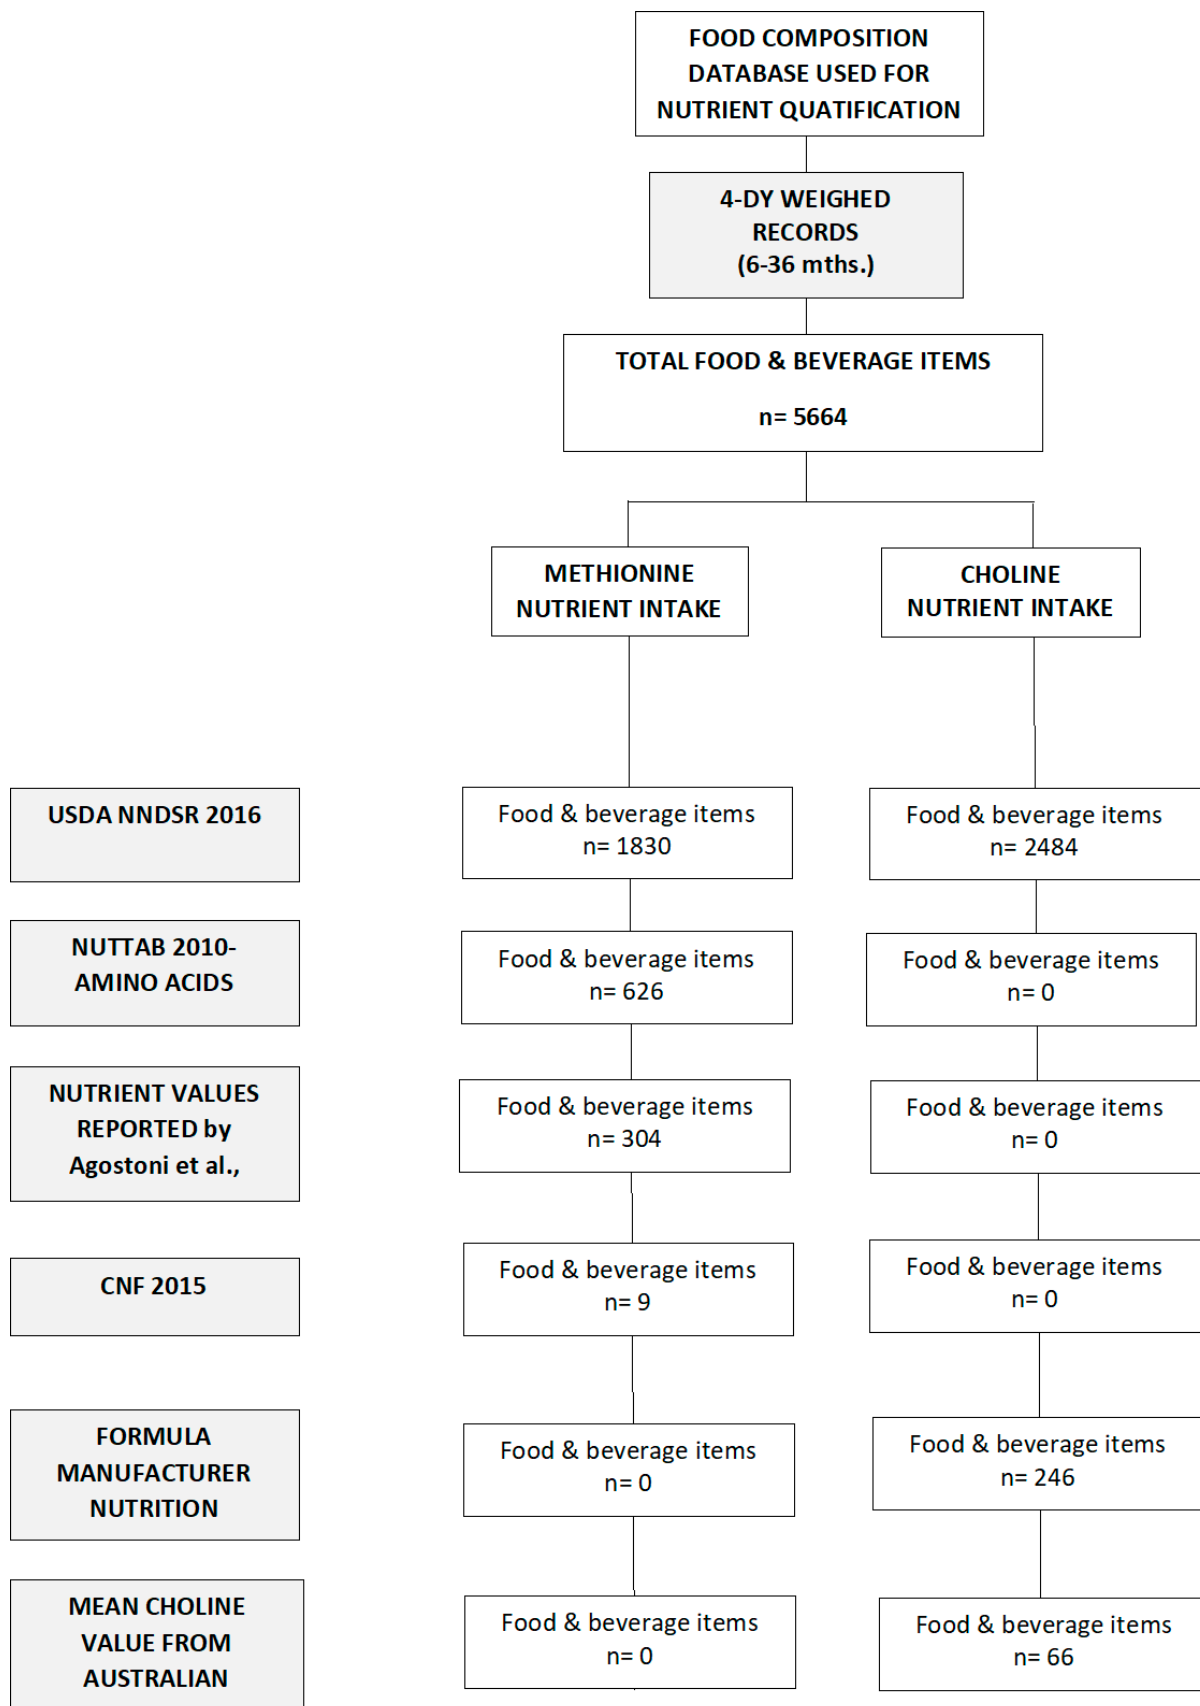 FOOD COMPOSITION
DATABASE USED FOR
NUTRIENT QUATIFICATION
4-DY WEIGHED
RECORDS
(6-36 mths.)
TOTAL FOOD & BEVERAGE ITEMS
n= 5664
METHIONINE
NUTRIENT INTAKE
CHOLINE
NUTRIENT INTAKE
USDA NNDSR 2016
Food & beverage items
n= 1830
Food & beverage items
n= 2484
NUTTAB 2010-
AMINO ACIDS
Food & beverage items
n= 626
Food & beverage items
n= 0
NUTRIENT VALUES
REPORTED by
Agostoni et al.,
Food & beverage items
n= 304
Food & beverage items
n= 0
CNF 2015
Food & beverage items
n= 9
Food & beverage items
n= 0
FORMULA
MANUFACTURER
NUTRITION
Food & beverage items
n= 0
Food & beverage items
n= 246
MEAN CHOLINE
VALUE FROM
AUSTRALIAN
Food & beverage items
n= 0
Food & beverage items
n= 66